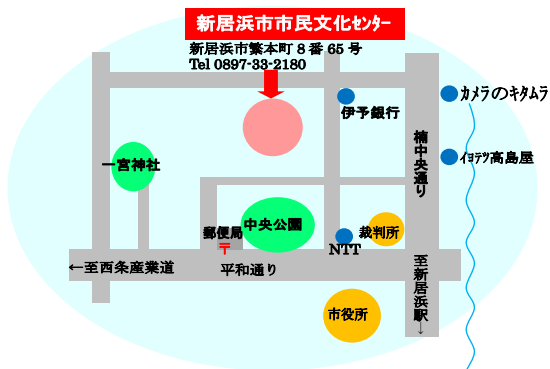 新居浜市市民文化ｾﾝﾀｰ
新居浜市繁本町８番65号
Tel 0897-33-2180
カメラのキタムラ
伊予銀行
楠中央通り
ｲﾖﾃﾂ高島屋
一宮神社
郵便局
〒
中央公園
裁判所
NTT
←至西条産業道
平和通り
至新居浜駅→
市役所